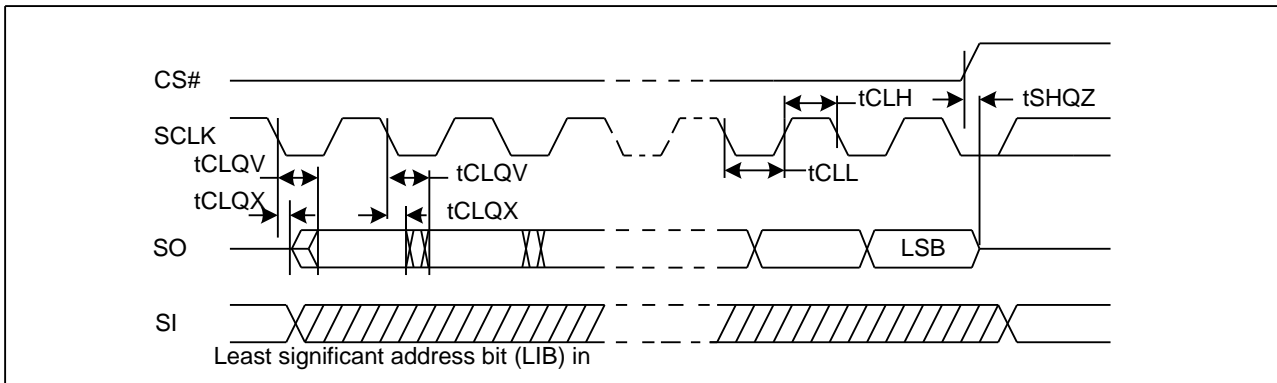 CS#
tCLH
tSHQZ
SCLK
tCLQV
tCLQV
tCLL
tCLQX
tCLQX
SO
LSB
SI
Least significant address bit (LIB) in